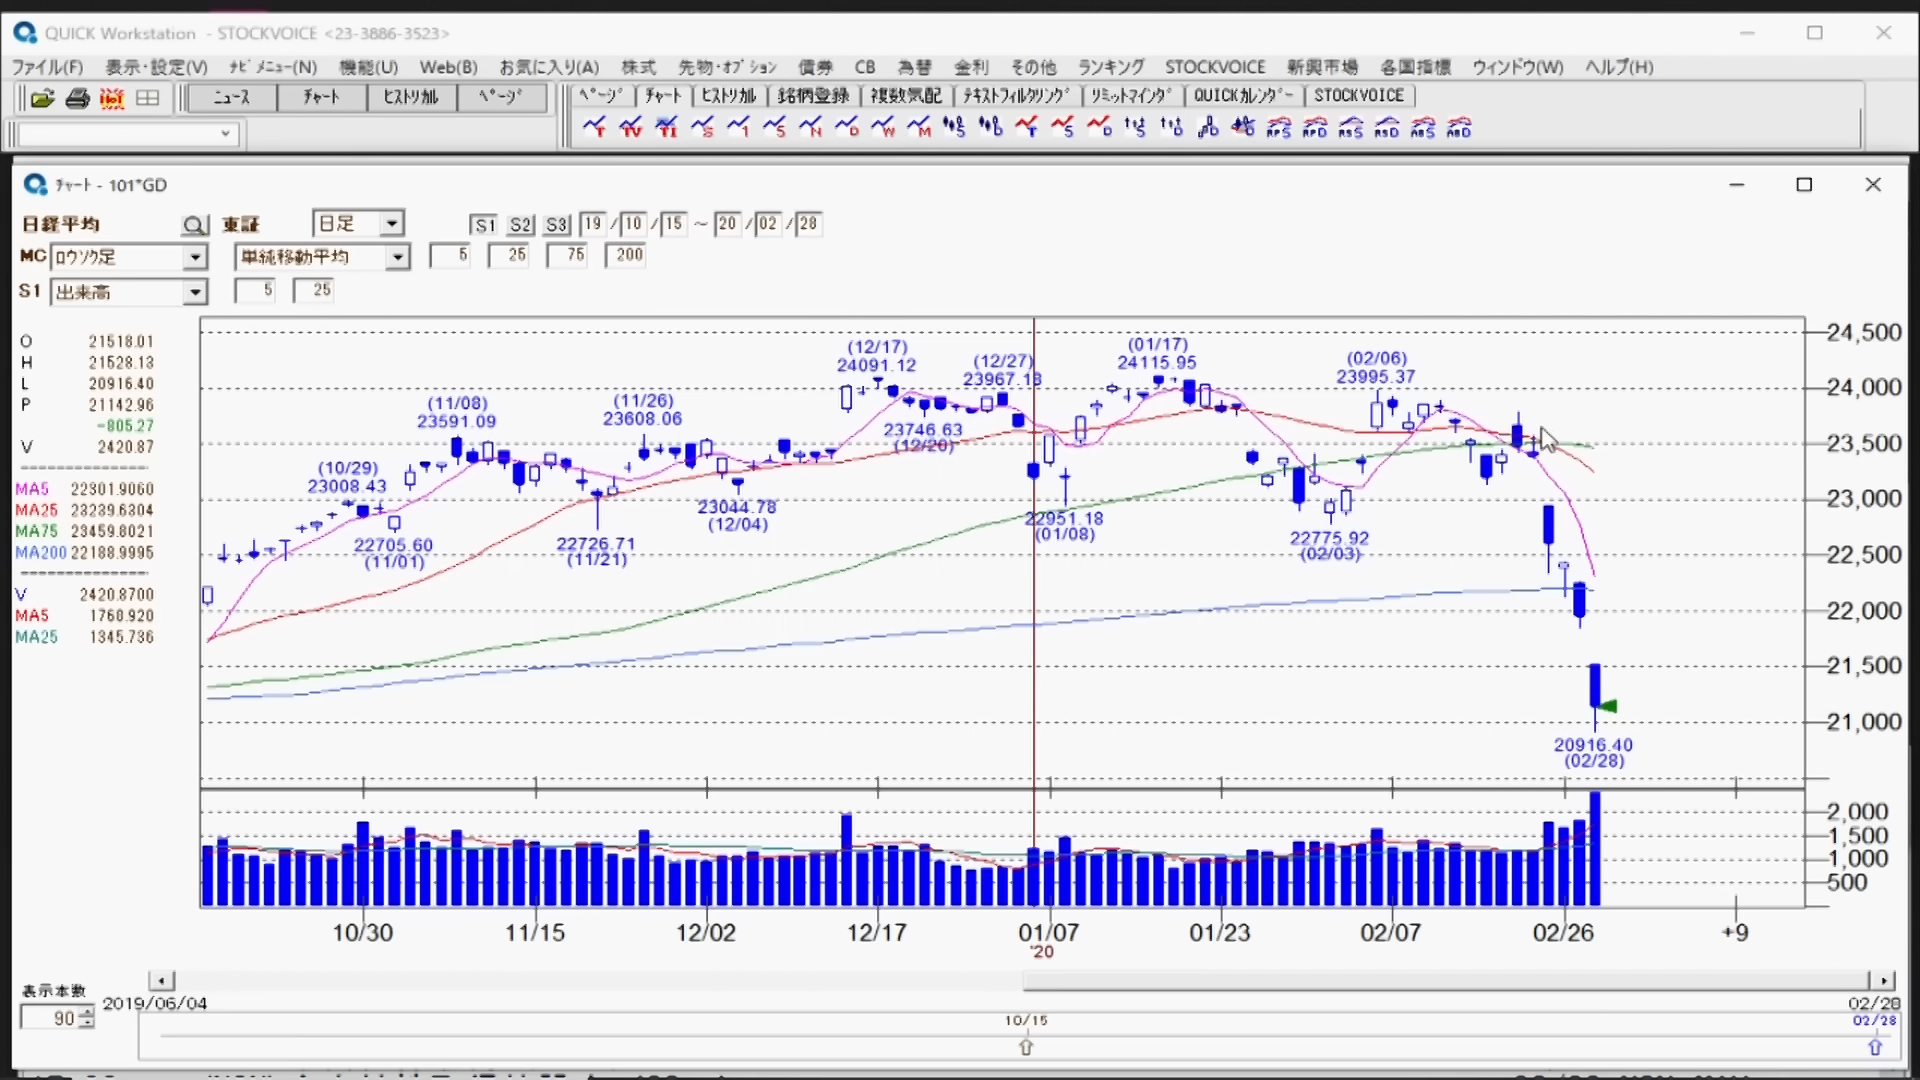 QUICK Workstation - STOCKVOICE <23-3886-3523>
ファイル(F) 表示・設定(V) ﾅﾋﾞﾒﾆｭｰ(N) 機能(U) Web(B) お気に入り(A) 株式 先物・ｵﾌﾟｼｮﾝ 債券 CB 為替 金利 その他 ランキング STOCKVOICE 新興市場 各国指標 ウィンドウ(W) ヘルプ(H)
ﾆｭｰｽ ﾁｬｰﾄ ﾋｽﾄﾘｶﾙ ﾍﾟｰｼﾞ ﾍﾟｰｼﾞ ﾁｬｰﾄ ﾋｽﾄﾘｶﾙ 銘柄登録 複数気配 ﾃｷｽﾄﾌｨﾙﾀﾘﾝｸﾞ ﾘﾐｯﾄﾏｲﾝﾀﾞ QUICKｶﾚﾝﾀﾞｰ STOCKVOICE
ﾁｬｰﾄ - 101*GD
日経平均 東証 日足 S1 S2 S3 19 / 10 / 15 ～ 20 / 02 / 28
MC ロウソク足 単純移動平均 5 25 75 200
S1 出来高 5 25
O 21518.01
H 21528.13
L 20916.40
P 21142.96
-805.27
V 2420.87
MA5 22301.9060
MA25 23239.6304
MA75 23459.8021
MA200 22188.9995
V 2420.8700
MA5 1768.920
MA25 1345.736
(10/29)
23008.43
22705.60
(11/01)
(11/08)
23591.09
22726.71
(11/21)
(11/26)
23608.06
23044.78
(12/04)
(12/17)
24091.12
23746.63
(12/20)
(12/27)
23967.13
22951.18
(01/08)
(01/17)
24115.95
22775.92
(02/03)
(02/06)
23995.37
20916.40
(02/28)
24,500
24,000
23,500
23,000
22,500
22,000
21,500
21,000
2,000
1,500
1,000
500
10/30 11/15 12/02 12/17 01/07 01/23 02/07 02/26 +9
'20
表示本数
90
2019/06/04 02/28
10/15 02/28